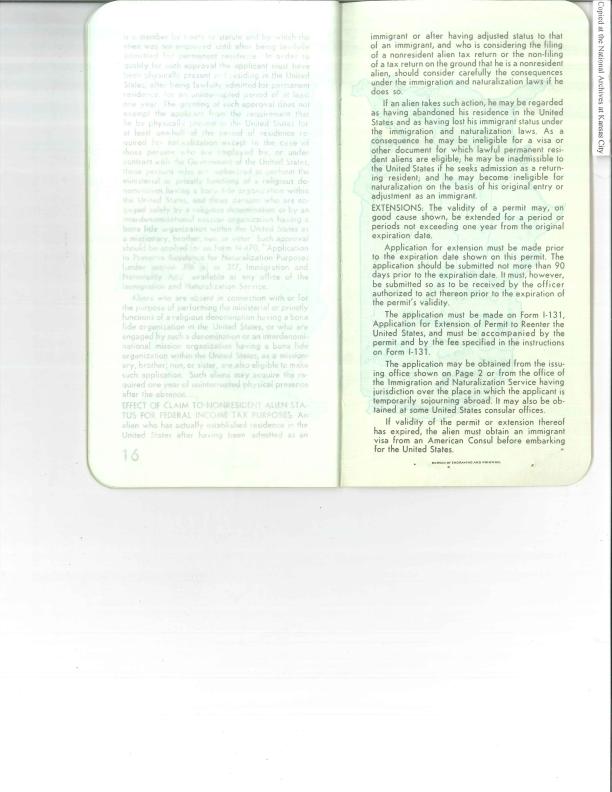 is a member by treaty or statute and by which the
alien was so employed until after being lawfully
admitted for permanent residence. In order to
qualify for such approval the applicant must have
been physically present and residing in the United
States, after being lawfully admitted for permanent
residence, for an uninterrupted period of at least
one year. The granting of such approval does not
exempt the applicant from the requirement that
he be physically present in the United States for
at least one-half of the period of residence re-
quired for naturalization except in the case of
those persons who are employed by, or under
contract with the Government of the United States,
those persons who are authorized to perform the
ministerial or priestly functions of a religious de-
nomination having a bona fide organization within
the United States, and those persons who are en-
gaged solely by a religious denomination or by an
interdenominational mission organization having a
bona fide organization within the United States as
a missionary, brother, nun, or sister. Such approval
should be applied for on Form N-470, "Application
to Preserve Residence for Naturalization Purposes
(under section 316 or 317, Immigration and
Nationality Act)" available at any office of the
Immigration and Naturalization Service.
Aliens who are absent in connection with or for
the purpose of performing the ministerial or priestly
functions of a religious denomination having a bona
fide organization in the United States, or who are
engaged by such a denomination or an interdenomi-
national mission organization having a bona fide
organization within the United States, as a mission-
ary, brother, nun, or sister, are also eligible to make
such application. Such aliens may acquire the re-
quired one year of uninterrupted physical presence
after the absence.
EFFECT OF CLAIM TO NONRESIDENT ALIEN STA-
TUS FOR FEDERAL INCOME TAX PURPOSES: An
alien who has actually established residence in the
United States after having been admitted as an
16
immigrant or after having adjusted status to that
of an immigrant, and who is considering the filing
of a nonresident alien tax return or the non-filing
of a tax return on the ground that he is a nonresident
alien, should consider carefully the consequences
under the immigration and naturalization laws if he
does so.
If an alien takes such action, he may be regarded
as having abandoned his residence in the United
States and as having lost his immigrant status under
the immigration and naturalization laws. As a
consequence he may be ineligible for a visa or
other document for which lawful permanent resi-
dent aliens are eligible; he may be inadmissible to
the United States if he seeks admission as a return-
ing resident; and he may become ineligible for
naturalization on the basis of his original entry or
adjustment as an immigrant.
EXTENSIONS: The validity of a permit may, on
good cause shown, be extended for a period or
periods not exceeding one year from the original
expiration date.
Application for extension must be made prior
to the expiration date shown on this permit. The
application should be submitted not more than 90
days prior to the expiration date. It must, however,
be submitted so as to be received by the officer
authorized to act thereon prior to the expiration of
the permit's validity.
The application must be made on Form I-131,
Application for Extension of Permit to Reenter the
United States, and must be accompanied by the
permit and by the fee specified in the instructions
on Form I-131.
The application may be obtained from the issu-
ing office shown on Page 2 or from the office of
the Immigration and Naturalization Service having
jurisdiction over the place in which the applicant is
temporarily sojourning abroad. It may also be ob-
tained at some United States consular offices.
If validity of the permit or extension thereof
has expired, the alien must obtain an immigrant
visa from an American Consul before embarking
for the United States.
BUREAU OF ENGRAVING AND PRINTING
Copied at the National Archives at Kansas City